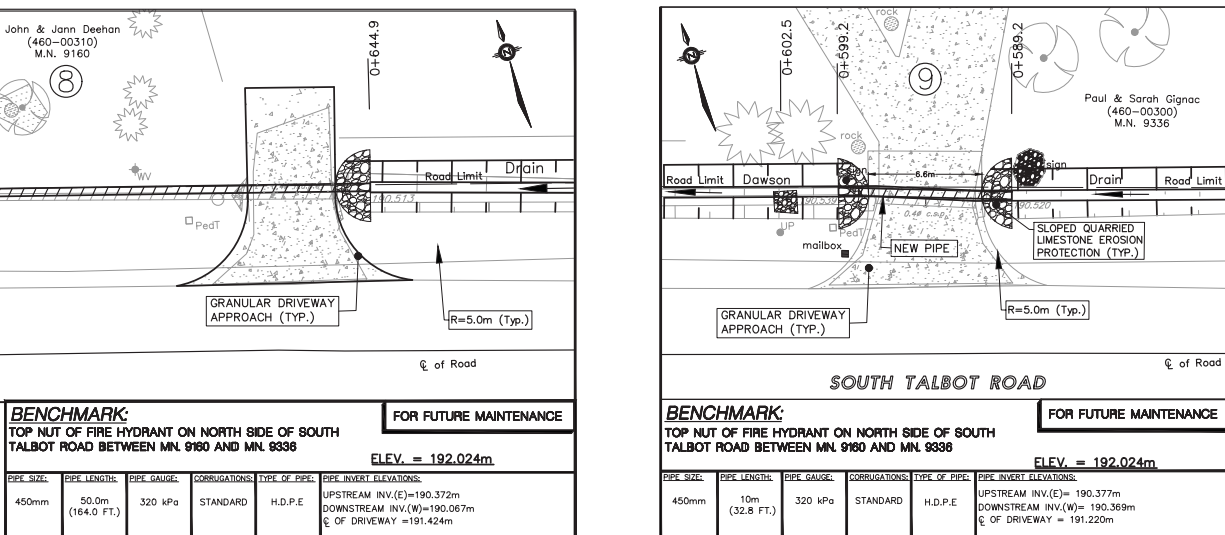 John & Jann Deehan
(460-00310)
M.N. 9160
8
0+644.9
N
WV
PedT
Road Limit
Drain
190.513
GRANULAR DRIVEWAY
APPROACH (TYP.)
R=5.0m (Typ.)
℄ of Road
BENCHMARK:
TOP NUT OF FIRE HYDRANT ON NORTH SIDE OF SOUTH
TALBOT ROAD BETWEEN MN. 9160 AND MN. 9336
FOR FUTURE MAINTENANCE
ELEV. = 192.024m
PIPE SIZE: PIPE LENGTH: PIPE GAUGE: CORRUGATIONS: TYPE OF PIPE: PIPE INVERT ELEVATIONS:
450mm 50.0m (164.0 FT.) 320 kPa STANDARD H.D.P.E
UPSTREAM INV.(E)=190.372m
DOWNSTREAM INV.(W)=190.067m
℄ OF DRIVEWAY =191.424m
rock
0+602.5
0+599.2
9
0+589.2
N
Paul & Sarah Gignac
(460-00300)
M.N. 9336
rock
sign
Road Limit
Dawson
6.6m
Drain
Road Limit
190.539
0.40 c.s.p.
190.520
UP
PedT
mailbox
NEW PIPE
SLOPED QUARRIED
LIMESTONE EROSION
PROTECTION (TYP.)
GRANULAR DRIVEWAY
APPROACH (TYP.)
R=5.0m (Typ.)
℄ of Road
SOUTH TALBOT ROAD
BENCHMARK:
TOP NUT OF FIRE HYDRANT ON NORTH SIDE OF SOUTH
TALBOT ROAD BETWEEN MN. 9160 AND MN. 9336
FOR FUTURE MAINTENANCE
ELEV. = 192.024m
PIPE SIZE: PIPE LENGTH: PIPE GAUGE: CORRUGATIONS: TYPE OF PIPE: PIPE INVERT ELEVATIONS:
450mm 10m (32.8 FT.) 320 kPa STANDARD H.D.P.E
UPSTREAM INV.(E)= 190.377m
DOWNSTREAM INV.(W)= 190.369m
℄ OF DRIVEWAY = 191.220m